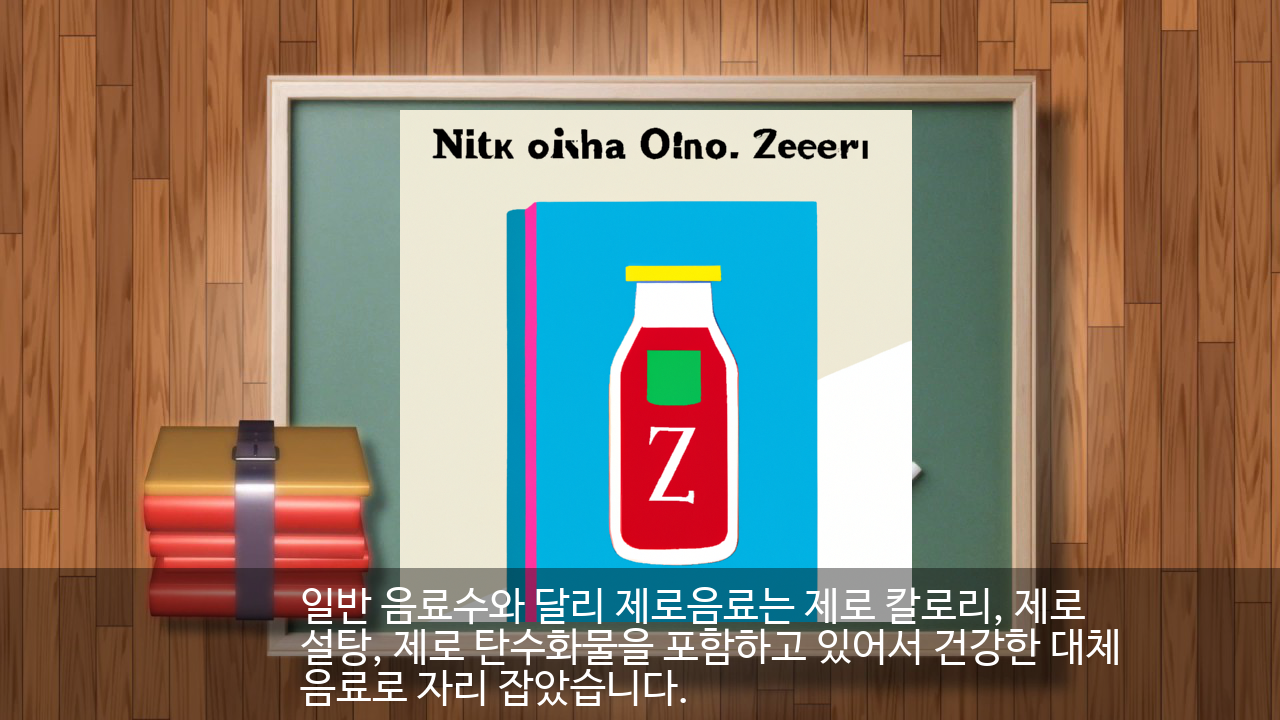 Nitk oisha Olno. Zeeerı
Z
일반 음료수와 달리 제로음료는 제로 칼로리, 제로
설탕, 제로 탄수화물을 포함하고 있어서 건강한 대체
음료로 자리 잡았습니다.